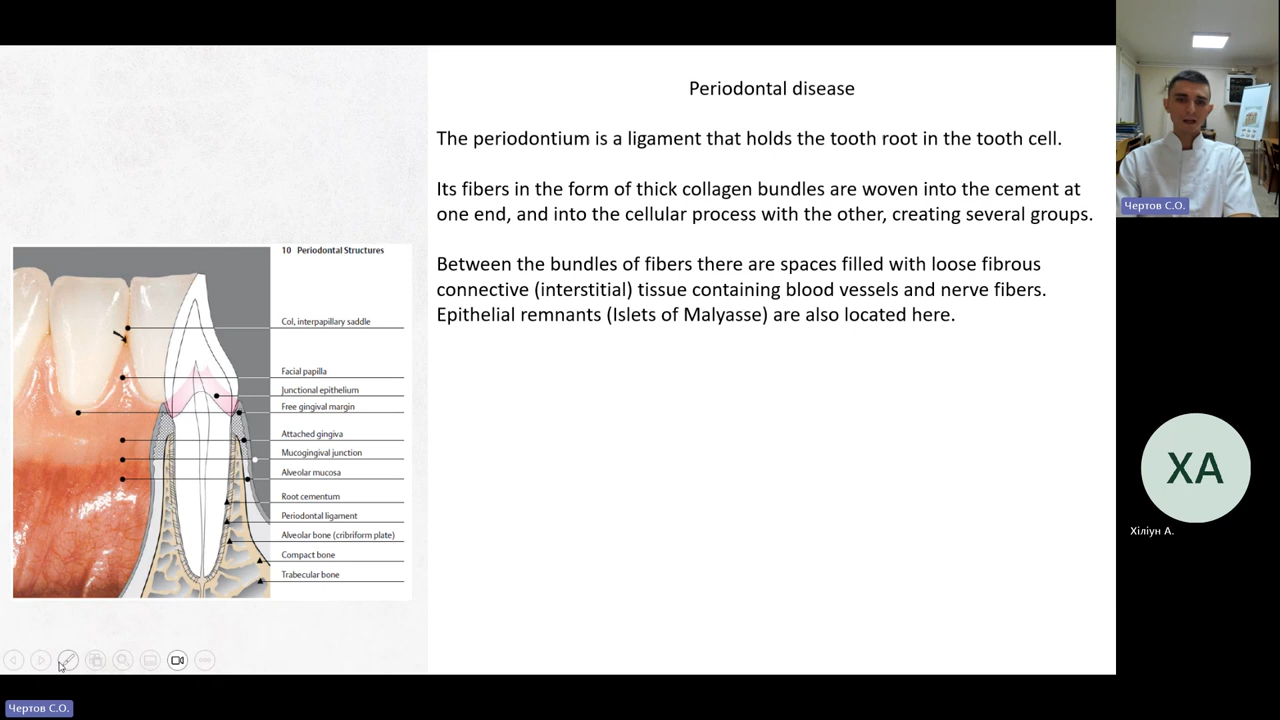 Periodontal disease
The periodontium is a ligament that holds the tooth root in the tooth cell.
Its fibers in the form of thick collagen bundles are woven into the cement at
one end, and into the cellular process with the other, creating several groups.
Between the bundles of fibers there are spaces filled with loose fibrous
connective (interstitial) tissue containing blood vessels and nerve fibers.
Epithelial remnants (Islets of Malyasse) are also located here.
10 Periodontal Structures
Col, interpapillary saddle
Facial papilla
Junctional epithelium
Free gingival margin
Attached gingiva
Mucogingival junction
Alveolar mucosa
Root cementum
Periodontal ligament
Alveolar bone (cribriform plate)
Compact bone
Trabecular bone
Чертов С.О.
ХА
Хіліун А.
Чертов С.О.